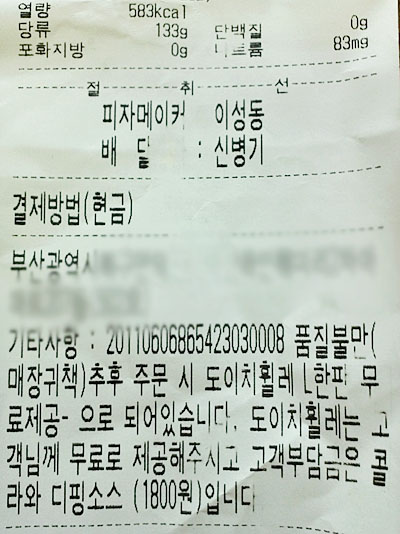 열량 583kcal
당류 133g 단백질 0g
포화지방 0g 나트륨 83mg
절 취 선
피자메이커 이성동
배 달 : 신병기
결제방법(현금)
부산광역시
기타사항 : 20110606865423030008 품질불만(
매장귀책)추후 주문 시 도이치휠레 L한판 무
료제공- 으로 되어있습니다. 도이치휠레는 고
객님께 무료로 제공해주시고 고객부담금은 콜
라와 디핑소스 (1800원)입니다